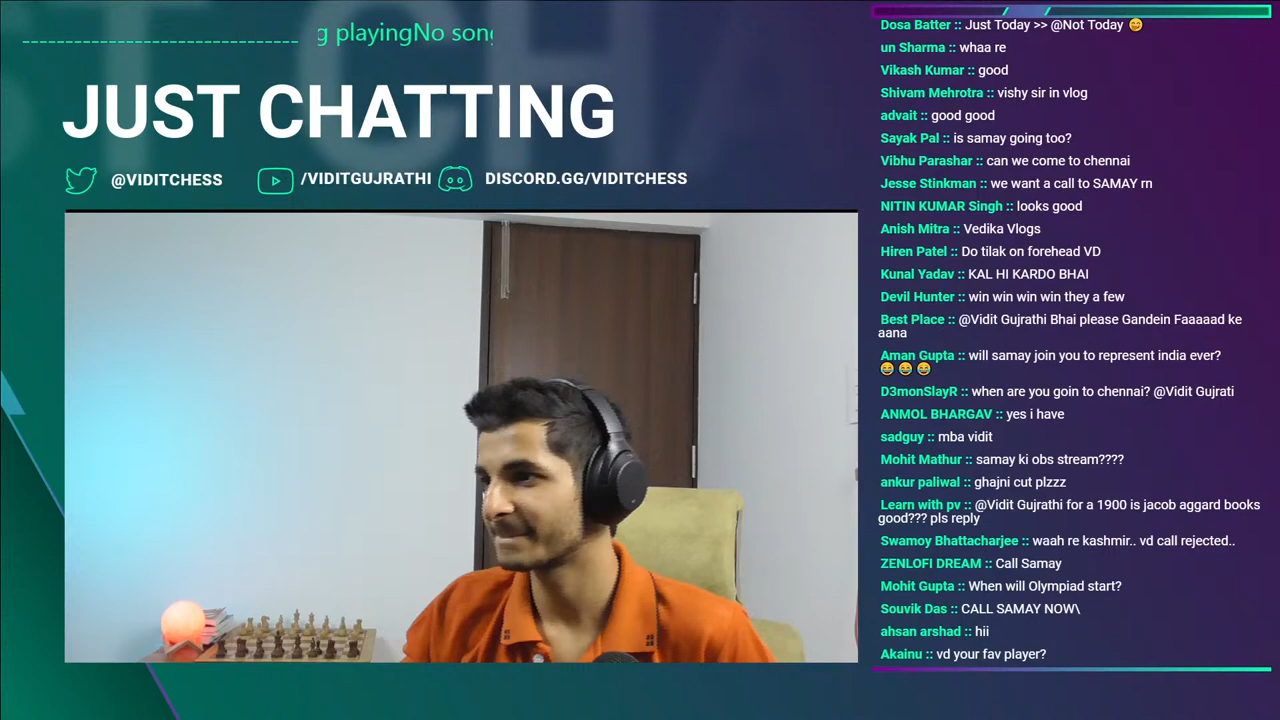 g playingNo song
JUST CHATTING
@VIDITCHESS
/VIDITGUJRATHI
DISCORD.GG/VIDITCHESS
Dosa Batter :: Just Today >> @Not Today 😊
un Sharma :: whaa re
Vikash Kumar :: good
Shivam Mehrotra :: vishy sir in vlog
advait :: good good
Sayak Pal :: is samay going too?
Vibhu Parashar :: can we come to chennai
Jesse Stinkman :: we want a call to SAMAY rn
NITIN KUMAR Singh :: looks good
Anish Mitra :: Vedika Vlogs
Hiren Patel :: Do tilak on forehead VD
Kunal Yadav :: KAL HI KARDO BHAI
Devil Hunter :: win win win win they a few
Best Place :: @Vidit Gujrathi Bhai please Gandein Faaaaad ke
aana
Aman Gupta :: will samay join you to represent india ever?
😂 😂 😂
D3monSlayR :: when are you goin to chennai? @Vidit Gujrati
ANMOL BHARGAV :: yes i have
sadguy :: mba vidit
Mohit Mathur :: samay ki obs stream????
ankur paliwal :: ghajni cut plzzz
Learn with pv :: @Vidit Gujrathi for a 1900 is jacob aggard books
good??? pls reply
Swamoy Bhattacharjee :: waah re kashmir.. vd call rejected..
ZENLOFI DREAM :: Call Samay
Mohit Gupta :: When will Olympiad start?
Souvik Das :: CALL SAMAY NOW\
ahsan arshad :: hii
Akainu :: vd your fav player?